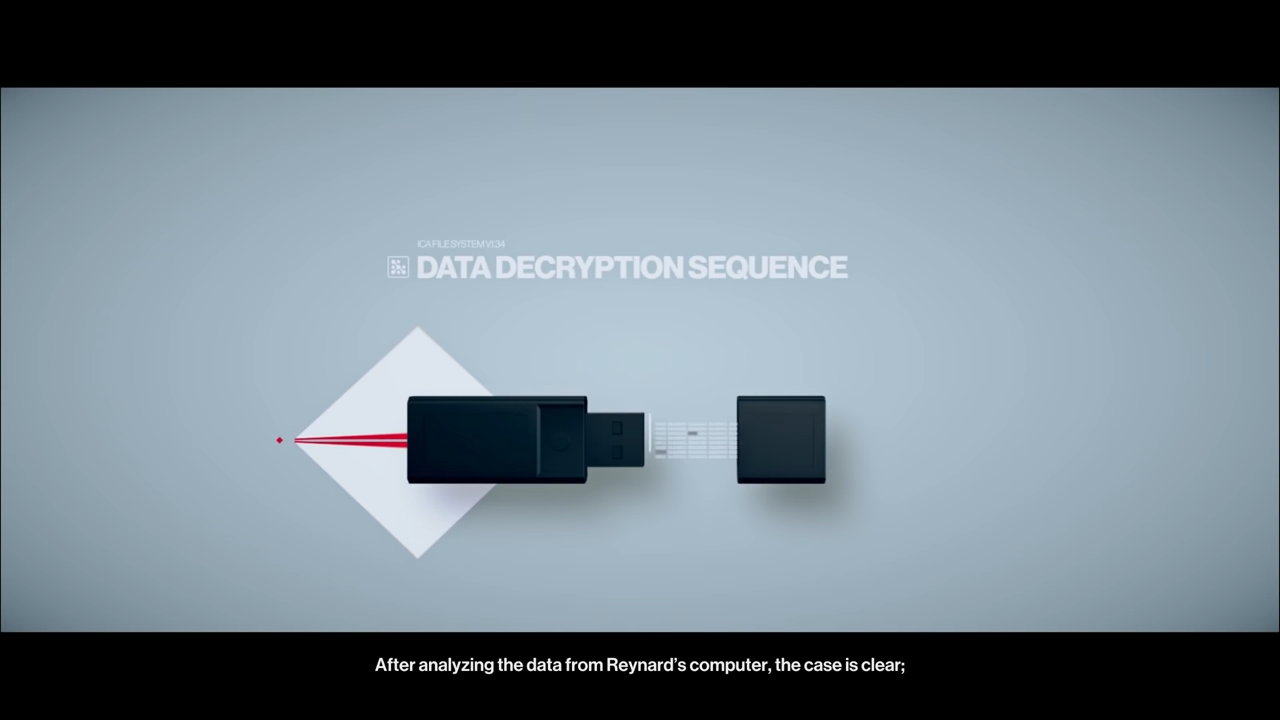 ICA FILE SYSTEM V1.34
DATA DECRYPTION SEQUENCE
After analyzing the data from Reynard's computer, the case is clear;